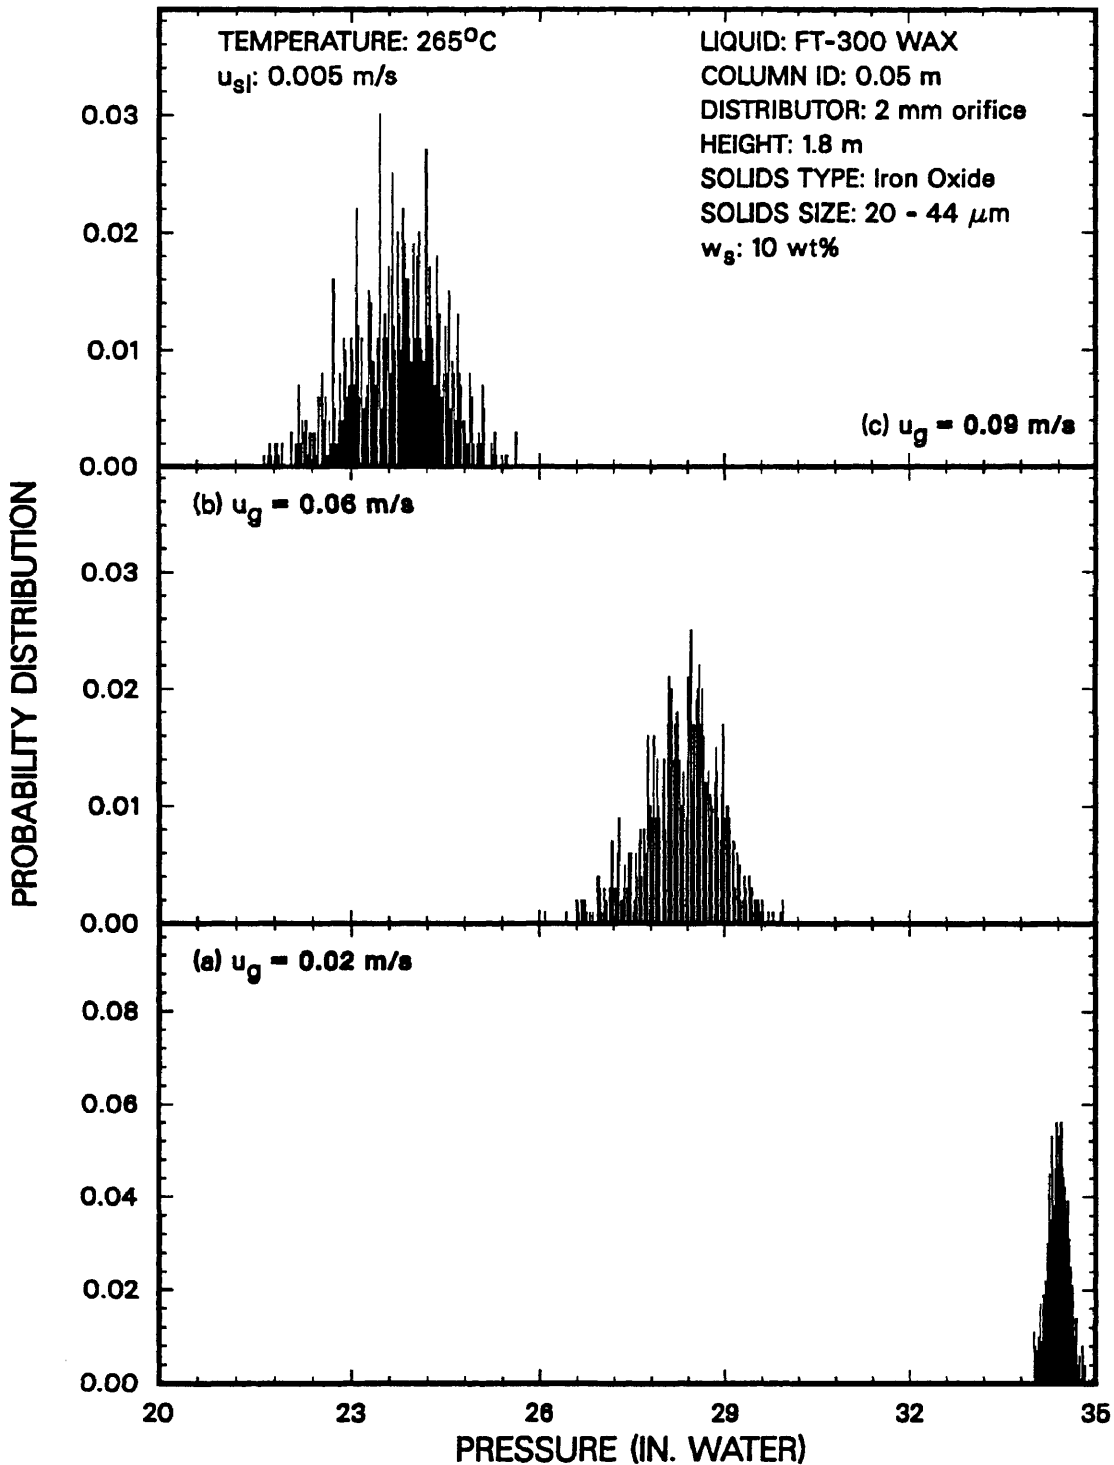 TEMPERATURE: 265°C
u_sl: 0.005 m/s
LIQUID: FT-300 WAX
COLUMN ID: 0.05 m
DISTRIBUTOR: 2 mm orifice
HEIGHT: 1.8 m
SOLIDS TYPE: Iron Oxide
SOLIDS SIZE: 20 - 44 μm
w_s: 10 wt%
0.03
0.02
0.01
0.00
(c) u_g = 0.09 m/s
(b) u_g = 0.06 m/s
0.03
0.02
0.01
0.00
(a) u_g = 0.02 m/s
0.08
0.06
0.04
0.02
0.00
PROBABILITY DISTRIBUTION
20 23 26 29 32 35
PRESSURE (IN. WATER)